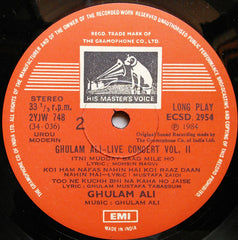 REGD. TRADE MARK OF
THE GRAMOPHONE CO., LTD.
HIS MASTER'S VOICE
STEREO
33⅓ r.p.m.
2YJW 748
(34-036)
URDU
MODERN
2
LONG PLAY
ECSD. 2954
℗ 1984
Original Recording made by
The Gramophone Co. of India Ltd.
GHULAM ALI-LIVE CONCERT VOL. II
ITNI MUDDAT BAAD MILE HO
LYRIC: MOHSIN NAQVI
KOI HAM NAFAS NAHIN HAI KOI RAAZ DAAN
NAHIN HAI-LYRIC: MUSTAFA ZAIDI
TOO NE KUCHH BHI NA KAHA HO JAISE
LYRIC: GHULAM MUSTAFA TABASSUM
GHULAM ALI
MUSIC : GHULAM ALI
EMI
MADE IN INDIA